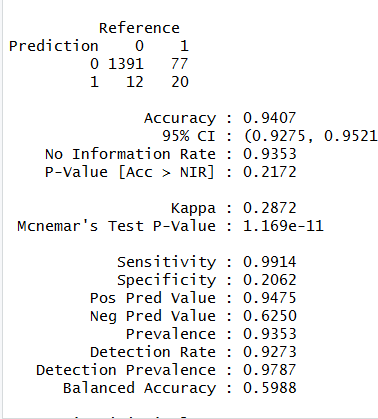 Reference
Prediction 0 1
0 1391 77
1 12 20
Accuracy : 0.9407
95% CI : (0.9275, 0.9521
No Information Rate : 0.9353
P-Value [Acc > NIR] : 0.2172
Kappa : 0.2872
Mcnemar's Test P-Value : 1.169e-11
Sensitivity : 0.9914
Specificity : 0.2062
Pos Pred Value : 0.9475
Neg Pred Value : 0.6250
Prevalence : 0.9353
Detection Rate : 0.9273
Detection Prevalence : 0.9787
Balanced Accuracy : 0.5988